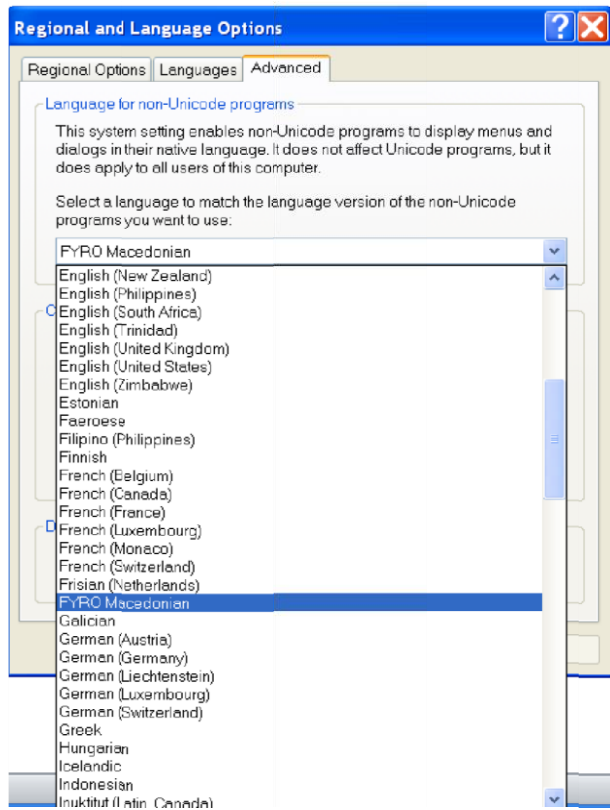 Regional and Language Options
Regional Options Languages Advanced
Language for non-Unicode programs
This system setting enables non-Unicode programs to display menus and
dialogs in their native language. It does not affect Unicode programs, but it
does apply to all users of this computer.
Select a language to match the language version of the non-Unicode
programs you want to use:
FYRO Macedonian
English (New Zealand)
English (Philippines)
English (South Africa)
English (Trinidad)
English (United Kingdom)
English (United States)
English (Zimbabwe)
Estonian
Faeroese
Filipino (Philippines)
Finnish
French (Belgium)
French (Canada)
French (France)
French (Luxembourg)
French (Monaco)
French (Switzerland)
Frisian (Netherlands)
FYRO Macedonian
Galician
German (Austria)
German (Germany)
German (Liechtenstein)
German (Luxembourg)
German (Switzerland)
Greek
Hungarian
Icelandic
Indonesian
Inuktitut (Latin, Canada)